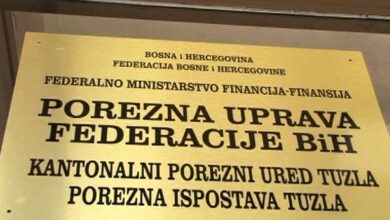 BOSNA i HERCEGOVINA
FEDERACIJA BOSNE i HERCEGOVINE
FEDERALNO MINISTARSTVO FINANCIJA-FINANSIJA
POREZNA UPRAVA
FEDERACIJE BiH
KANTONALNI POREZNI URED TUZLA
POREZNA ISPOSTAVA TUZLA